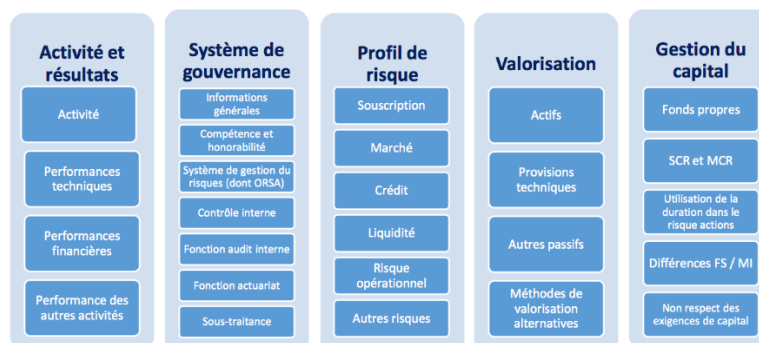 Activité et
résultats
Activité
Performances
techniques
Performances
financières
Performance des
autres activités
Système de
gouvernance
Informations
générales
Compétence et
honorabilité
Système de gestion du
risques (dont ORSA)
Contrôle interne
Fonction audit interne
Fonction actuariat
Sous-traitance
Profil de
risque
Souscription
Marché
Crédit
Liquidité
Risque
opérationnel
Autres risques
Valorisation
Actifs
Provisions
techniques
Autres passifs
Méthodes de
valorisation
alternatives
Gestion du
capital
Fonds propres
SCR et MCR
Utilisation de la
duration dans le
risque actions
Différences FS / MI
Non respect des
exigences de capital